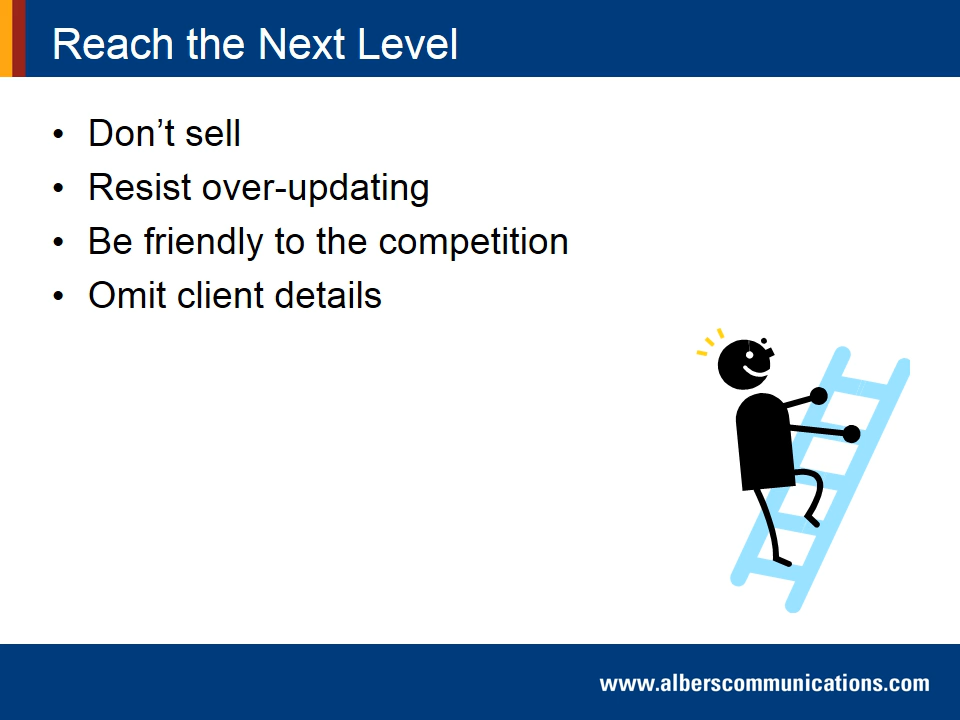 Reach the Next Level
• Don’t sell
• Resist over-updating
• Be friendly to the competition
• Omit client details
www.alberscommunications.com